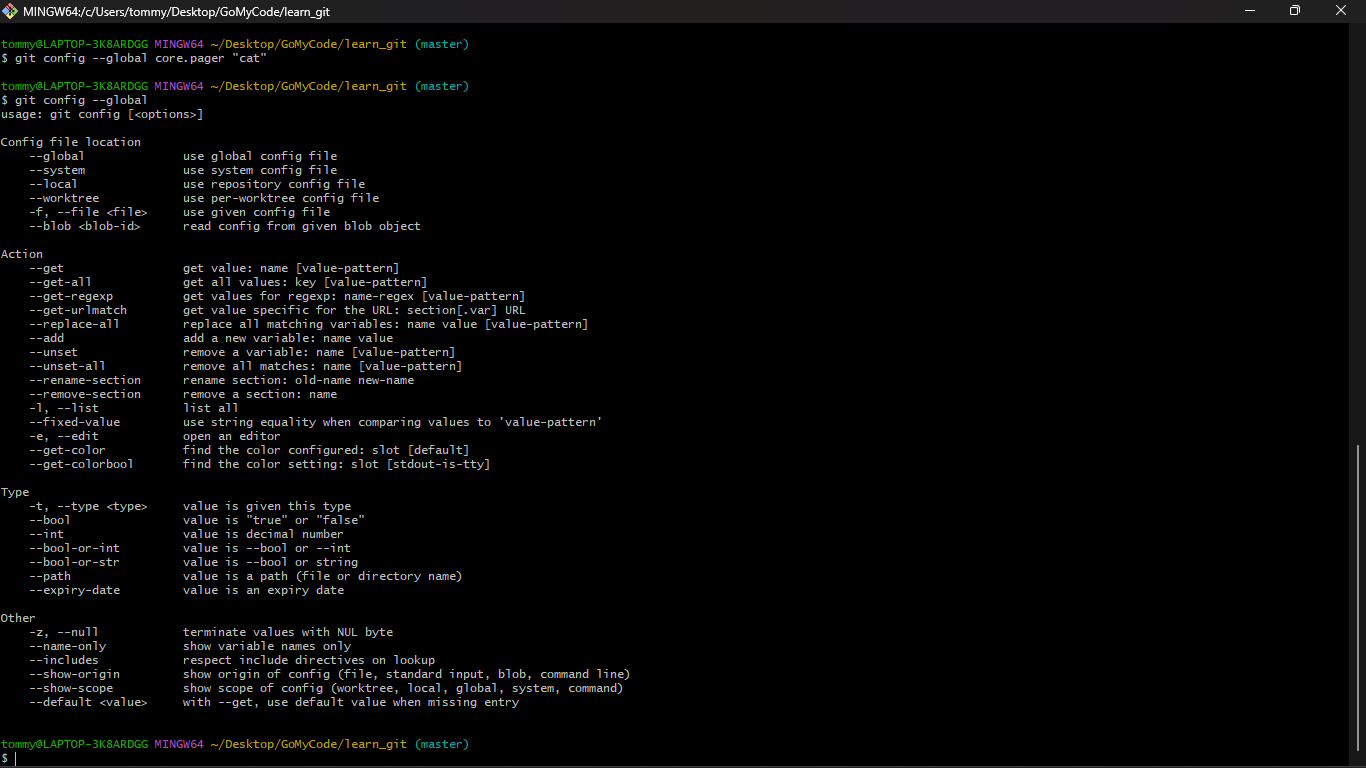 MINGW64:/c/Users/tommy/Desktop/GoMyCode/learn_git
tommy@LAPTOP-3K8ARDGG MINGW64 ~/Desktop/GoMyCode/learn_git (master)
$ git config --global core.pager "cat"
tommy@LAPTOP-3K8ARDGG MINGW64 ~/Desktop/GoMyCode/learn_git (master)
$ git config --global
usage: git config [<options>]
Config file location
--global use global config file
--system use system config file
--local use repository config file
--worktree use per-worktree config file
-f, --file <file> use given config file
--blob <blob-id> read config from given blob object
Action
--get get value: name [value-pattern]
--get-all get all values: key [value-pattern]
--get-regexp get values for regexp: name-regex [value-pattern]
--get-urlmatch get value specific for the URL: section[.var] URL
--replace-all replace all matching variables: name value [value-pattern]
--add add a new variable: name value
--unset remove a variable: name [value-pattern]
--unset-all remove all matches: name [value-pattern]
--rename-section rename section: old-name new-name
--remove-section remove a section: name
-l, --list list all
--fixed-value use string equality when comparing values to 'value-pattern'
-e, --edit open an editor
--get-color find the color configured: slot [default]
--get-colorbool find the color setting: slot [stdout-is-tty]
Type
-t, --type <type> value is given this type
--bool value is "true" or "false"
--int value is decimal number
--bool-or-int value is --bool or --int
--bool-or-str value is --bool or string
--path value is a path (file or directory name)
--expiry-date value is an expiry date
Other
-z, --null terminate values with NUL byte
--name-only show variable names only
--includes respect include directives on lookup
--show-origin show origin of config (file, standard input, blob, command line)
--show-scope show scope of config (worktree, local, global, system, command)
--default <value> with --get, use default value when missing entry
tommy@LAPTOP-3K8ARDGG MINGW64 ~/Desktop/GoMyCode/learn_git (master)
$